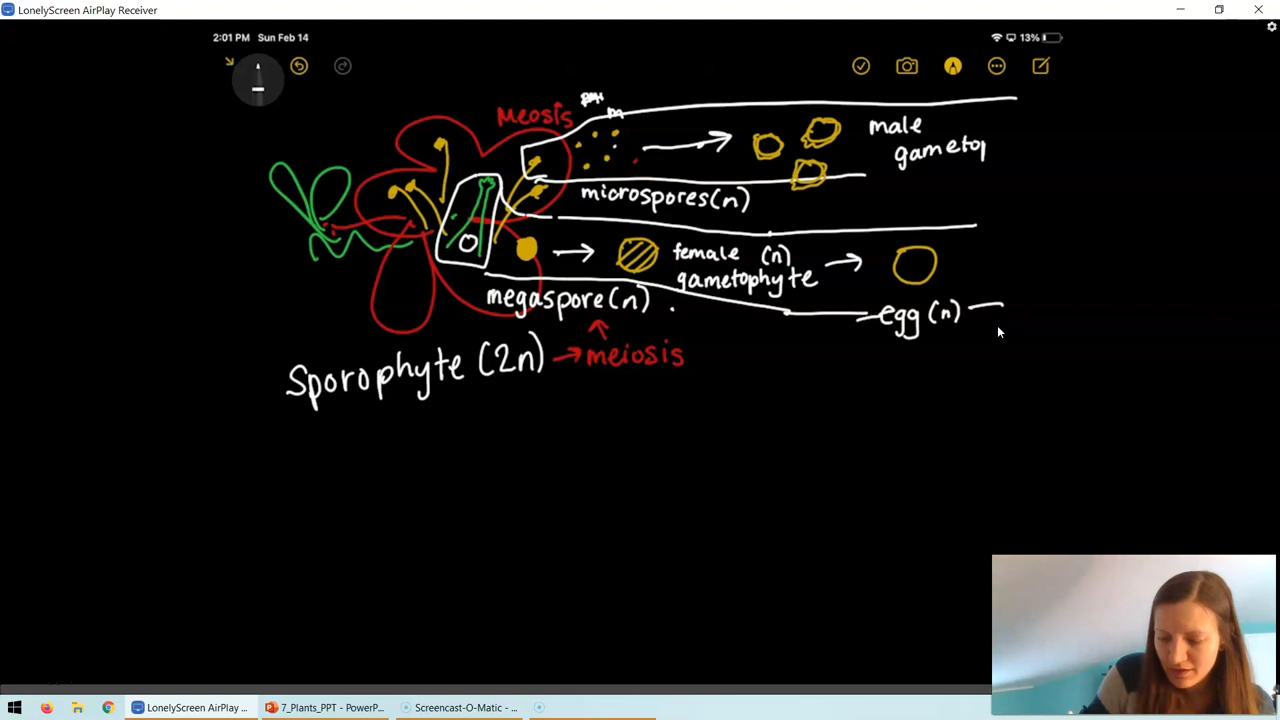 LonelyScreen AirPlay Receiver
2:01 PM Sun Feb 14
13%
Meosis
m
male
gametop
microspores(n)
female (n)
gametophyte
megaspore(n)
egg (n)
Sporophyte (2n) → meiosis
LonelyScreen AirPlay ...
7_Plants_PPT - PowerP...
Screencast-O-Matic - ...